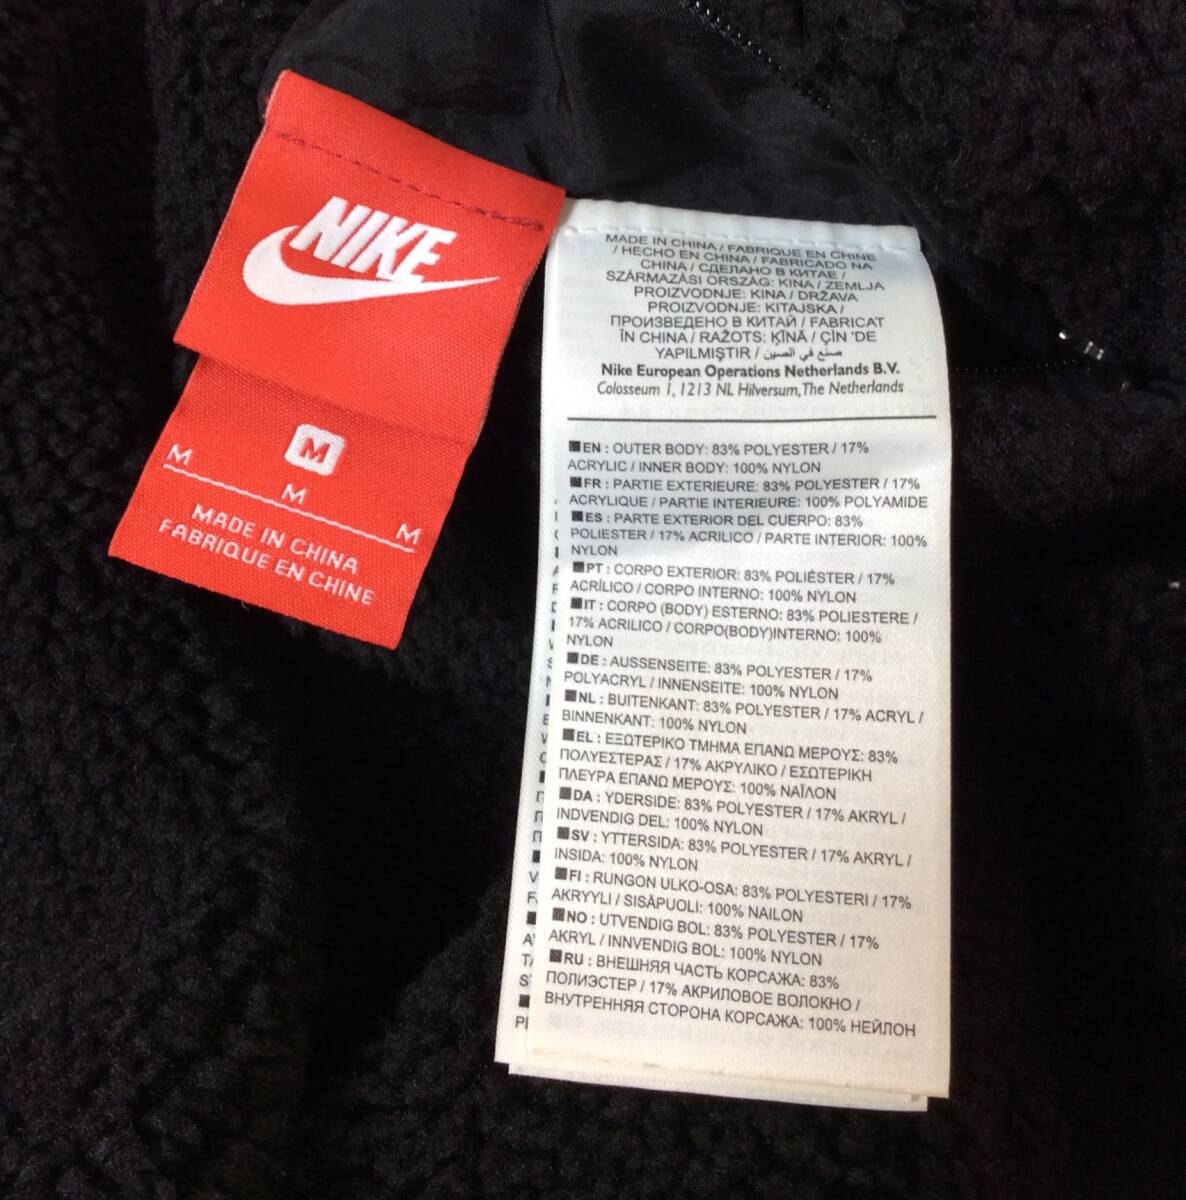 NIKE
M
M
M
M
MADE IN CHINA
FABRIQUE EN CHINE
MADE IN CHINA / FABRIQUE EN CHINE
/ HECHO EN CHINA / FABRICADO NA
CHINA / СДЕЛАНО В КИТАЕ /
SZÁRMAZÁSI ORSZÁG: KINA / ZEMLJA
PROIZVODNJE: KINA / DRŽAVA
PROIZVODNJE: KITAJSKA /
ПРОИЗВЕДЕНО В КИТАЙ / FABRICAT
ÎN CHINA / RAŽOTS: ĶĪNĀ / ÇİN 'DE
YAPILMIŞTIR / صنع في الصين
Nike European Operations Netherlands B.V.
Colosseum 1, 1213 NL Hilversum, The Netherlands
EN : OUTER BODY: 83% POLYESTER / 17%
ACRYLIC / INNER BODY: 100% NYLON
FR : PARTIE EXTERIEURE: 83% POLYESTER / 17%
ACRYLIQUE / PARTIE INTERIEURE: 100% POLYAMIDE
ES : PARTE EXTERIOR DEL CUERPO: 83%
POLIESTER / 17% ACRILICO / PARTE INTERIOR: 100%
NYLON
PT : CORPO EXTERIOR: 83% POLIÉSTER / 17%
ACRÍLICO / CORPO INTERNO: 100% NYLON
IT : CORPO (BODY) ESTERNO: 83% POLIESTERE /
17% ACRILICO / CORPO(BODY)INTERNO: 100%
NYLON
DE : AUSSENSEITE: 83% POLYESTER / 17%
POLYACRYL / INNENSEITE: 100% NYLON
NL : BUITENKANT: 83% POLYESTER / 17% ACRYL /
BINNENKANT: 100% NYLON
EL : ΕΞΩΤΕΡΙΚΟ ΤΜΗΜΑ ΕΠΑΝΩ ΜΕΡΟΥΣ: 83%
ΠΟΛΥΕΣΤΕΡΑΣ / 17% ΑΚΡΥΛΙΚΟ / ΕΣΩΤΕΡΙΚΗ
ΠΛΕΥΡΑ ΕΠΑΝΩ ΜΕΡΟΥΣ: 100% ΝΑΪΛΟΝ
DA : YDERSIDE: 83% POLYESTER / 17% AKRYL /
INDVENDIG DEL: 100% NYLON
SV : YTTERSIDA: 83% POLYESTER / 17% AKRYL /
INSIDA: 100% NYLON
FI : RUNGON ULKO-OSA: 83% POLYESTERI / 17%
AKRYYLI / SISÄPUOLI: 100% NAILON
NO : UTVENDIG BOL: 83% POLYESTER / 17%
AKRYL / INNVENDIG BOL: 100% NYLON
RU : ВНЕШНЯЯ ЧАСТЬ КОРСАЖА: 83%
ПОЛИЭСТЕР / 17% АКРИЛОВОЕ ВОЛОКНО /
ВНУТРЕННЯЯ СТОРОНА КОРСАЖА: 100% НЕЙЛОН